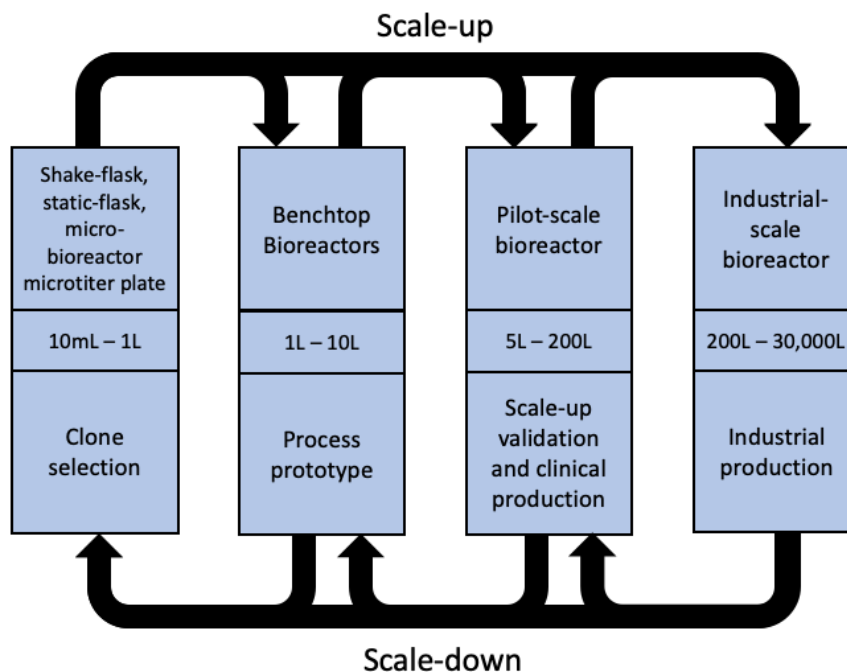 Scale-up
Shake-flask,
static-flask,
micro-
bioreactor
microtiter plate
10mL – 1L
Clone
selection
Benchtop
Bioreactors
1L – 10L
Process
prototype
Pilot-scale
bioreactor
5L – 200L
Scale-up
validation
and clinical
production
Industrial-
scale
bioreactor
200L – 30,000L
Industrial
production
Scale-down